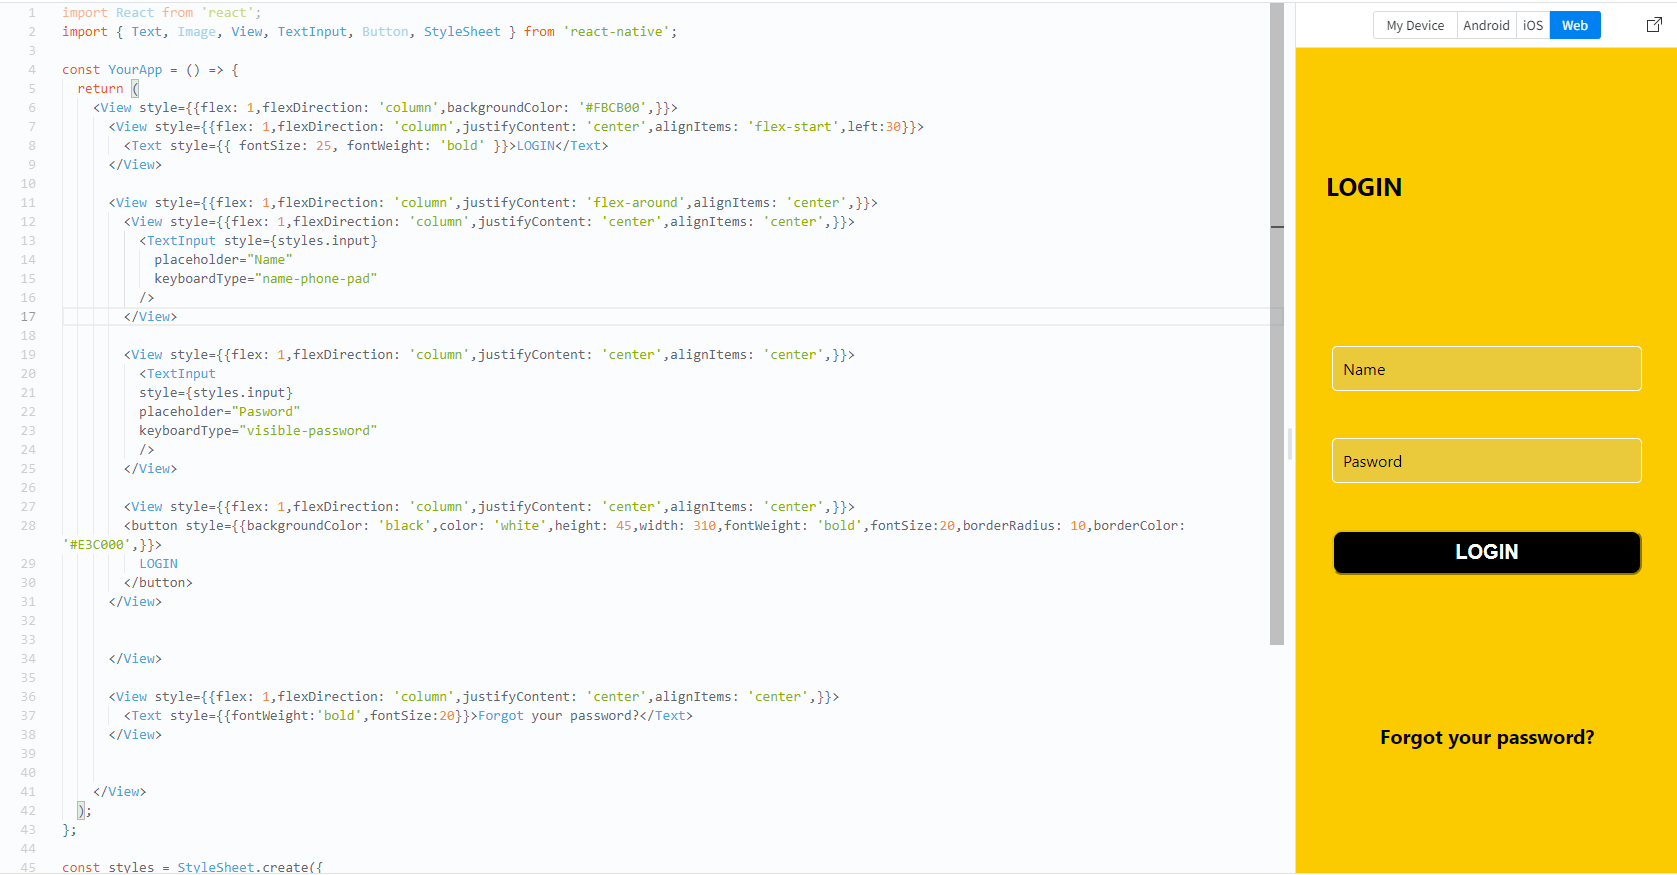 1 import React from 'react';
2 import { Text, Image, View, TextInput, Button, StyleSheet } from 'react-native';
3
4 const YourApp = () => {
5 return (
6 <View style={{flex: 1,flexDirection: 'column',backgroundColor: '#FBCB00',}}>
7 <View style={{flex: 1,flexDirection: 'column',justifyContent: 'center',alignItems: 'flex-start',left:30}}>
8 <Text style={{ fontSize: 25, fontWeight: 'bold' }}>LOGIN</Text>
9 </View>
10
11 <View style={{flex: 1,flexDirection: 'column',justifyContent: 'flex-around',alignItems: 'center',}}>
12 <View style={{flex: 1,flexDirection: 'column',justifyContent: 'center',alignItems: 'center',}}>
13 <TextInput style={styles.input}
14 placeholder="Name"
15 keyboardType="name-phone-pad"
16 />
17 </View>
18
19 <View style={{flex: 1,flexDirection: 'column',justifyContent: 'center',alignItems: 'center',}}>
20 <TextInput
21 style={styles.input}
22 placeholder="Pasword"
23 keyboardType="visible-password"
24 />
25 </View>
26
27 <View style={{flex: 1,flexDirection: 'column',justifyContent: 'center',alignItems: 'center',}}>
28 <button style={{backgroundColor: 'black',color: 'white',height: 45,width: 310,fontWeight: 'bold',fontSize:20,borderRadius: 10,borderColor:
'#E3C000',}}>
29 LOGIN
30 </button>
31 </View>
32
33
34 </View>
35
36 <View style={{flex: 1,flexDirection: 'column',justifyContent: 'center',alignItems: 'center',}}>
37 <Text style={{fontWeight:'bold',fontSize:20}}>Forgot your password?</Text>
38 </View>
39
40
41 </View>
42 );
43 };
44
45 const styles = StyleSheet.create({
My Device Android iOS Web
LOGIN
Name
Pasword
LOGIN
Forgot your password?